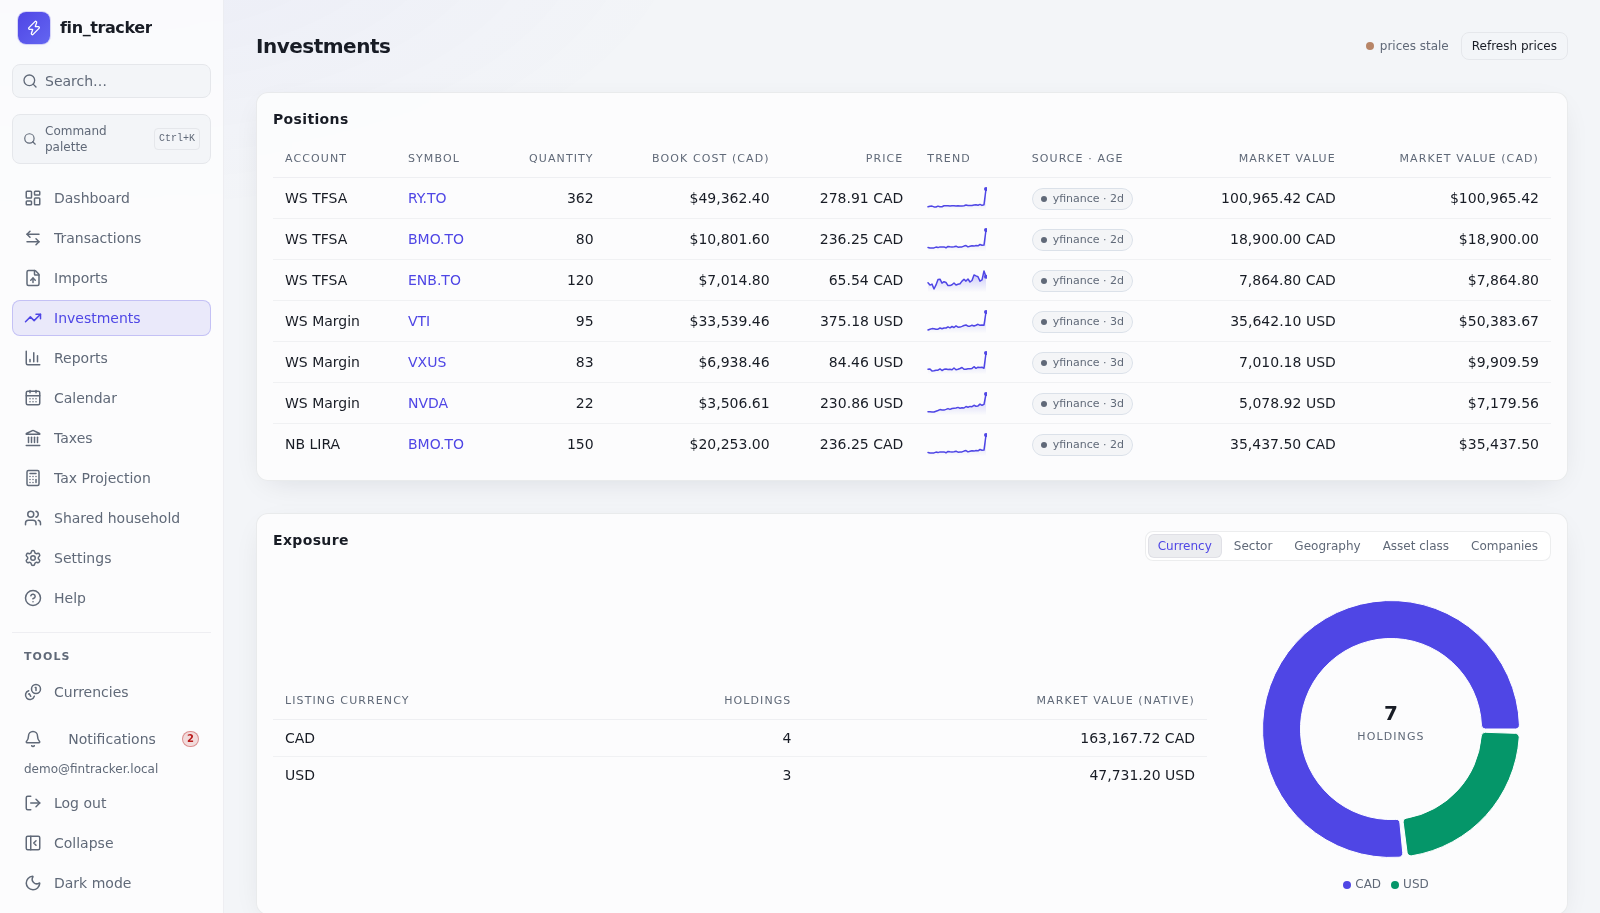 fin_tracker
Search...
Command palette
Ctrl+K
Dashboard
Transactions
Imports
Investments
Reports
Calendar
Taxes
Tax Projection
Shared household
Settings
Help
TOOLS
Currencies
Notifications 2
demo@fintracker.local
Log out
Collapse
Dark mode
Investments
prices stale
Refresh prices
Positions
ACCOUNT SYMBOL QUANTITY BOOK COST (CAD) PRICE TREND SOURCE · AGE MARKET VALUE MARKET VALUE (CAD)
WS TFSA RY.TO 362 $49,362.40 278.91 CAD yfinance · 2d 100,965.42 CAD $100,965.42
WS TFSA BMO.TO 80 $10,801.60 236.25 CAD yfinance · 2d 18,900.00 CAD $18,900.00
WS TFSA ENB.TO 120 $7,014.80 65.54 CAD yfinance · 2d 7,864.80 CAD $7,864.80
WS Margin VTI 95 $33,539.46 375.18 USD yfinance · 3d 35,642.10 USD $50,383.67
WS Margin VXUS 83 $6,938.46 84.46 USD yfinance · 3d 7,010.18 USD $9,909.59
WS Margin NVDA 22 $3,506.61 230.86 USD yfinance · 3d 5,078.92 USD $7,179.56
NB LIRA BMO.TO 150 $20,253.00 236.25 CAD yfinance · 2d 35,437.50 CAD $35,437.50
Exposure
Currency Sector Geography Asset class Companies
LISTING CURRENCY HOLDINGS MARKET VALUE (NATIVE)
CAD 4 163,167.72 CAD
USD 3 47,731.20 USD
7
HOLDINGS
CAD USD